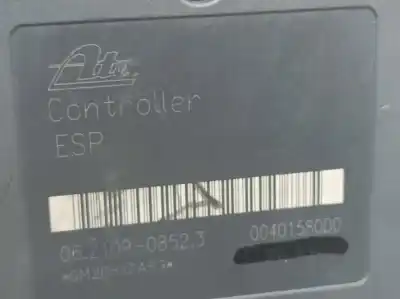 Ate
Controller
ESP
06.2109-0852.3
0040158000